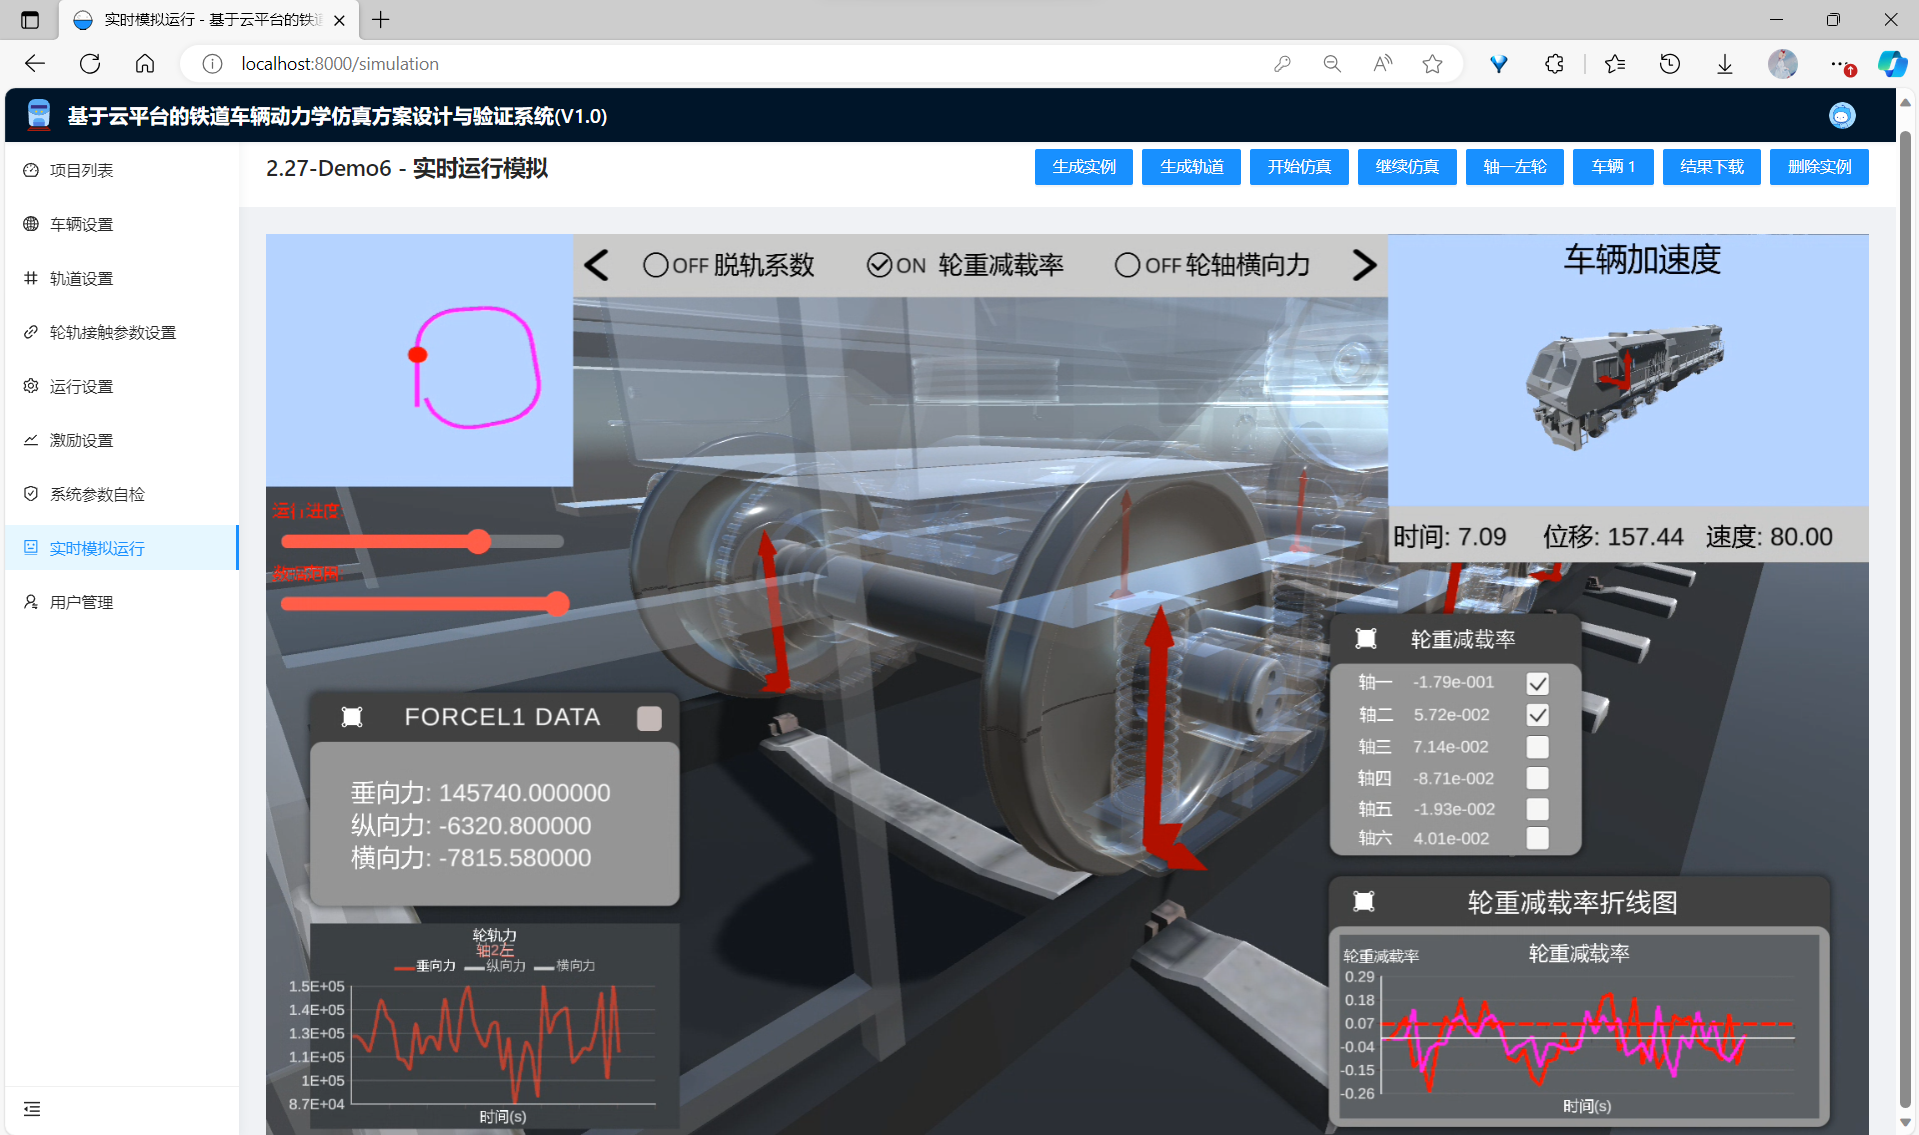 实时模拟运行 - 基于云平台的铁道
localhost:8000/simulation
基于云平台的铁道车辆动力学仿真方案设计与验证系统(V1.0)
项目列表
车辆设置
轨道设置
轮轨接触参数设置
运行设置
激励设置
系统参数自检
实时模拟运行
用户管理
2.27-Demo6 - 实时运行模拟
生成实例 生成轨道 开始仿真 继续仿真 轴一左轮 车辆 1 结果下载 删除实例
OFF 脱轨系数 ON 轮重减载率 OFF 轮轴横向力
车辆加速度
时间: 7.09 位移: 157.44 速度: 80.00
运行进度
数据范围
FORCEL1 DATA
垂向力: 145740.000000
纵向力: -6320.800000
横向力: -7815.580000
轮轨力
轴2左
垂向力 纵向力 横向力
1.5E+05
1.4E+05
1.3E+05
1.1E+05
1E+05
8.7E+04
时间(s)
轮重减载率
轴一 -1.79e-001
轴二 5.72e-002
轴三 7.14e-002
轴四 -8.71e-002
轴五 -1.93e-002
轴六 4.01e-002
轮重减载率折线图
轮重减载率
轮重减载率
0.29
0.18
0.07
-0.04
-0.15
-0.26
时间(s)